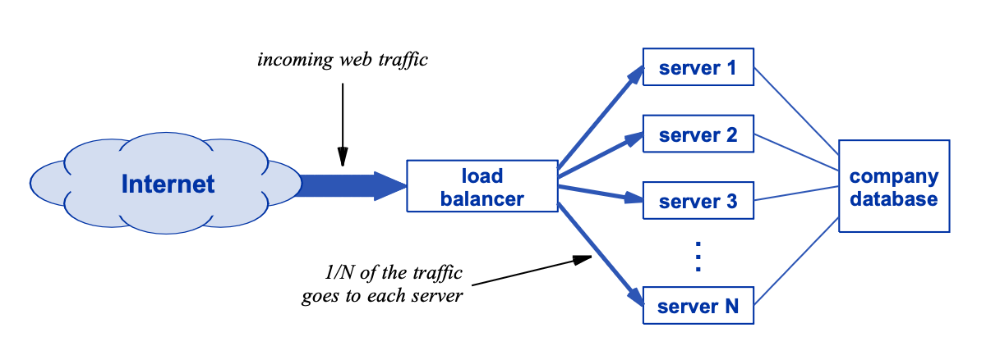 incoming web traffic
Internet
load
balancer
1/N of the traffic
goes to each server
server 1
server 2
server 3
server N
company
database